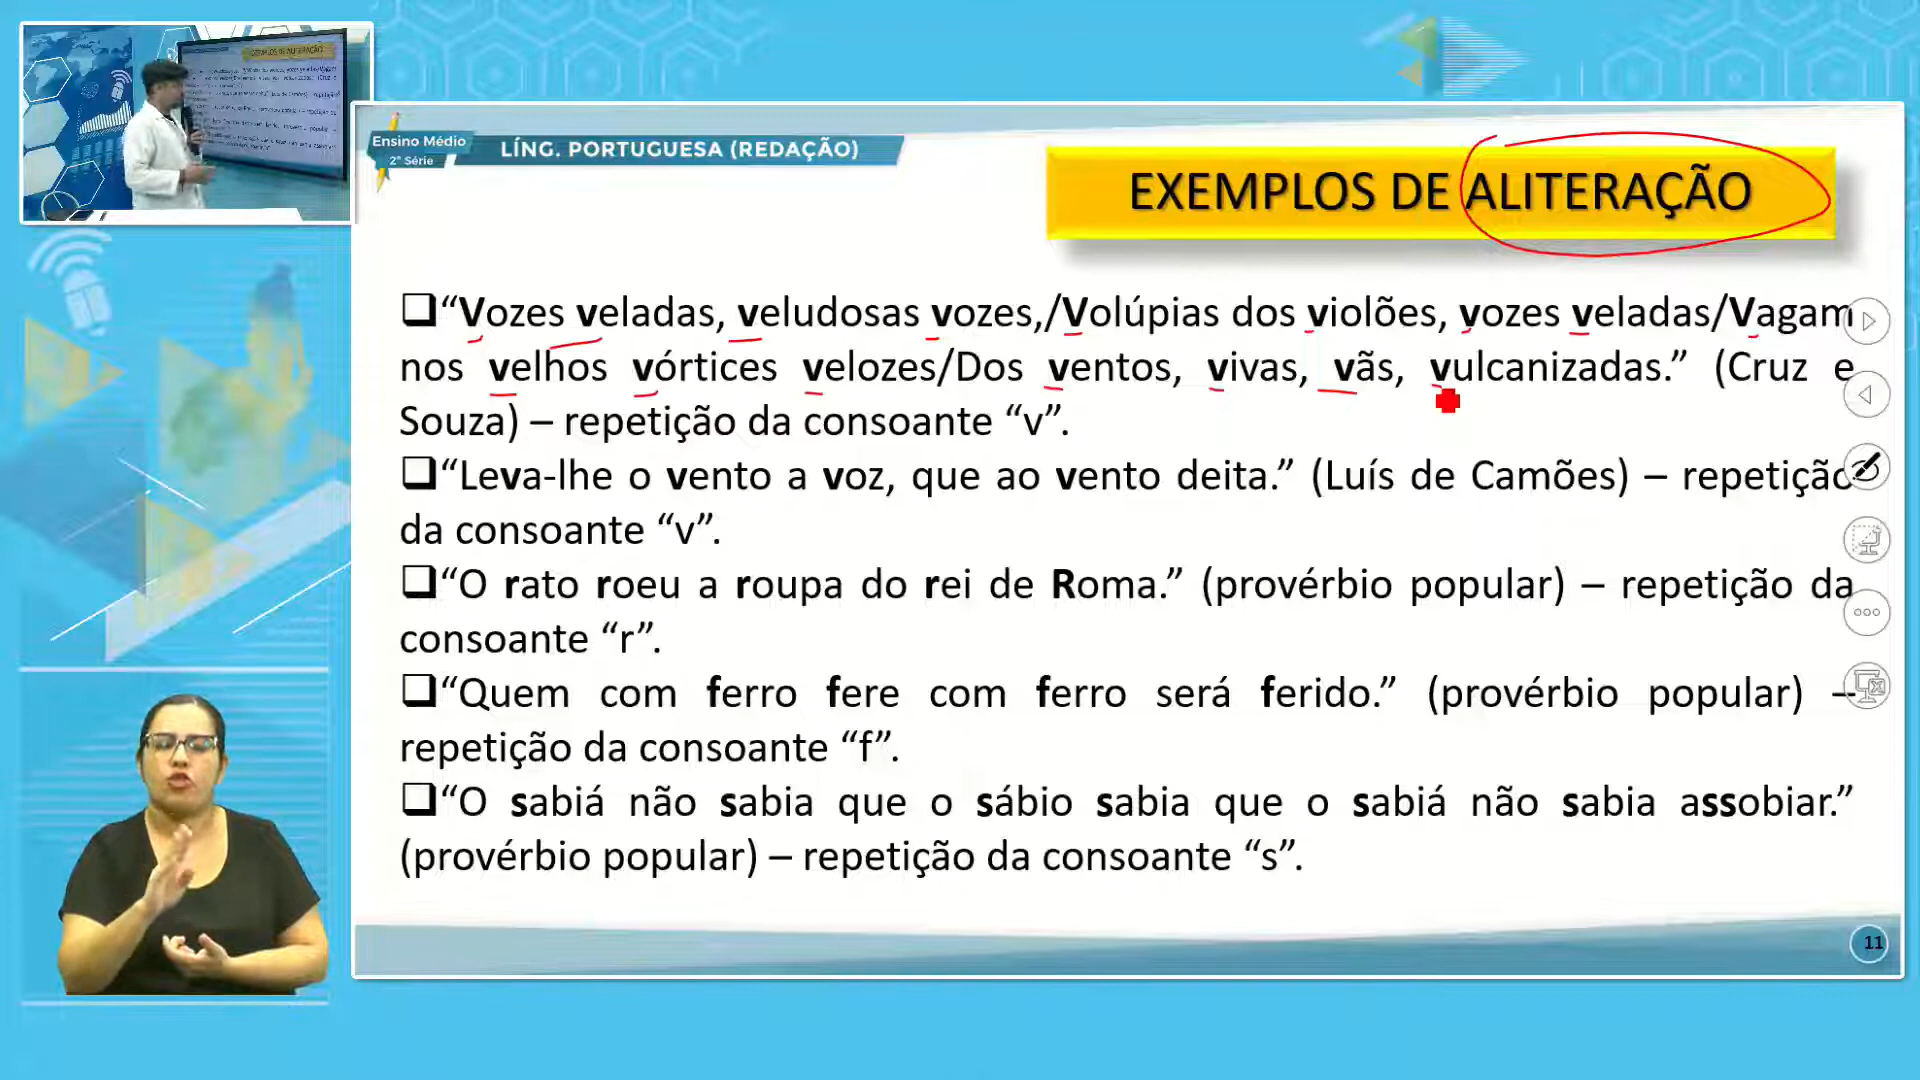 Ensino Médio
2ª Série
LÍNG. PORTUGUESA (REDAÇÃO)
EXEMPLOS DE ALITERAÇÃO
“Vozes veladas, veludosas vozes,/Volúpias dos violões, vozes veladas/Vagam
nos velhos vórtices velozes/Dos ventos, vivas, vãs, vulcanizadas.” (Cruz e
Souza) – repetição da consoante “v”.
“Leva-lhe o vento a voz, que ao vento deita.” (Luís de Camões) – repetição
da consoante “v”.
“O rato roeu a roupa do rei de Roma.” (provérbio popular) – repetição da
consoante “r”.
“Quem com ferro fere com ferro será ferido.” (provérbio popular) –
repetição da consoante “f”.
“O sabiá não sabia que o sábio sabia que o sabiá não sabia assobiar.”
(provérbio popular) – repetição da consoante “s”.
11